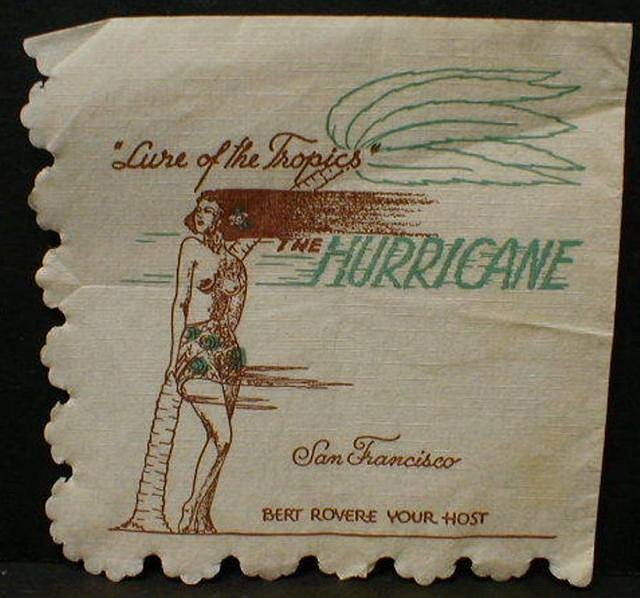 "Lure of the Tropics"
THE HURRICANE
San Francisco
BERT ROVERE YOUR HOST